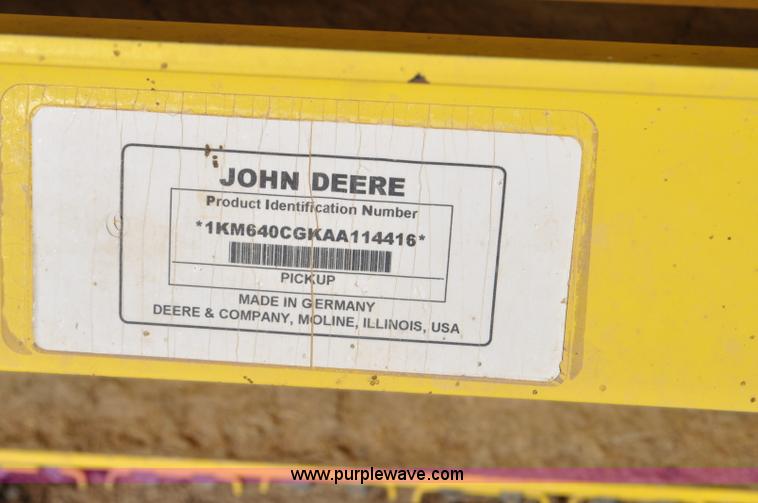 JOHN DEERE
Product Identification Number
*1KM640CGKAA114416*
PICKUP
MADE IN GERMANY
DEERE & COMPANY, MOLINE, ILLINOIS, USA
www.purplewave.com